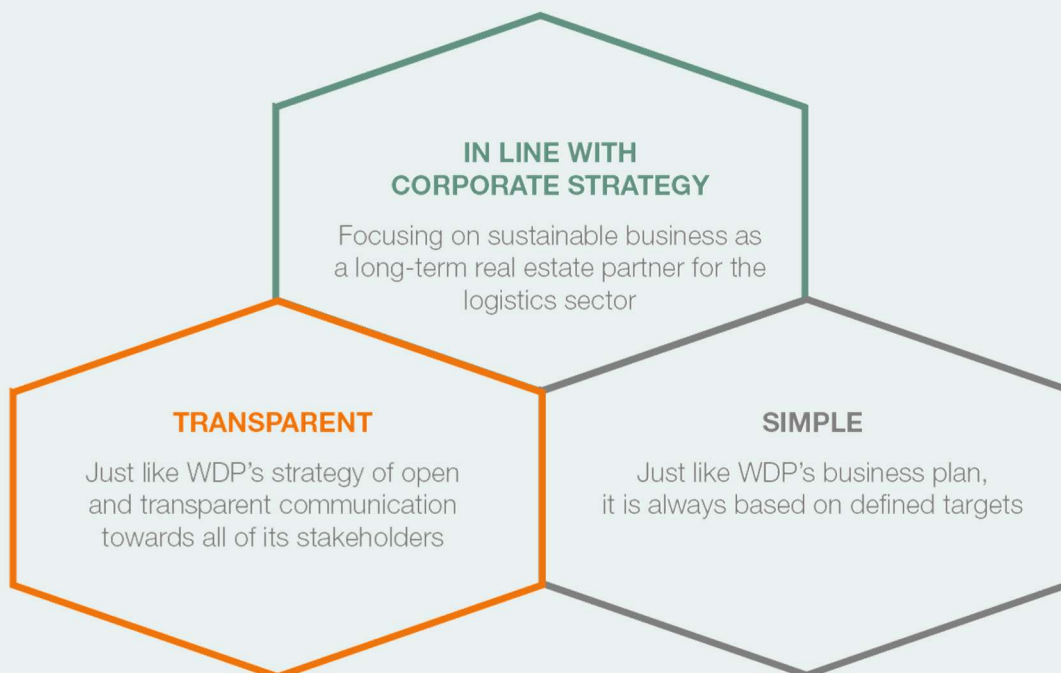 IN LINE WITH
CORPORATE STRATEGY
Focusing on sustainable business as
a long-term real estate partner for the
logistics sector
TRANSPARENT
Just like WDP’s strategy of open
and transparent communication
towards all of its stakeholders
SIMPLE
Just like WDP’s business plan,
it is always based on defined targets